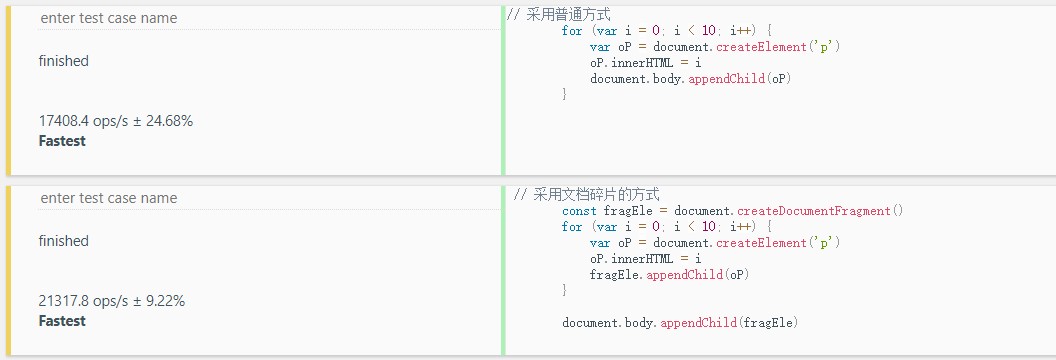 enter test case name
finished
17408.4 ops/s ± 24.68%
Fastest
// 采用普通方式
for (var i = 0; i < 10; i++) {
var oP = document.createElement('p')
oP.innerHTML = i
document.body.appendChild(oP)
}
enter test case name
finished
21317.8 ops/s ± 9.22%
Fastest
// 采用文档碎片的方式
const fragEle = document.createDocumentFragment()
for (var i = 0; i < 10; i++) {
var oP = document.createElement('p')
oP.innerHTML = i
fragEle.appendChild(oP)
}
document.body.appendChild(fragEle)